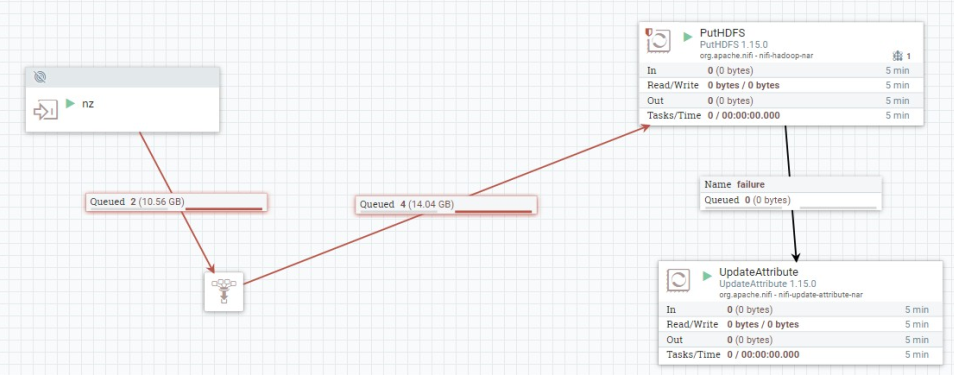 nz
Queued 2 (10.56 GB)
Queued 4 (14.04 GB)
PutHDFS
PutHDFS 1.15.0
org.apache.nifi - nifi-hadoop-nar
1
In 0 (0 bytes) 5 min
Read/Write 0 bytes / 0 bytes 5 min
Out 0 (0 bytes) 5 min
Tasks/Time 0 / 00:00:00.000 5 min
Name failure
Queued 0 (0 bytes)
UpdateAttribute
UpdateAttribute 1.15.0
org.apache.nifi - nifi-update-attribute-nar
In 0 (0 bytes) 5 min
Read/Write 0 bytes / 0 bytes 5 min
Out 0 (0 bytes) 5 min
Tasks/Time 0 / 00:00:00.000 5 min